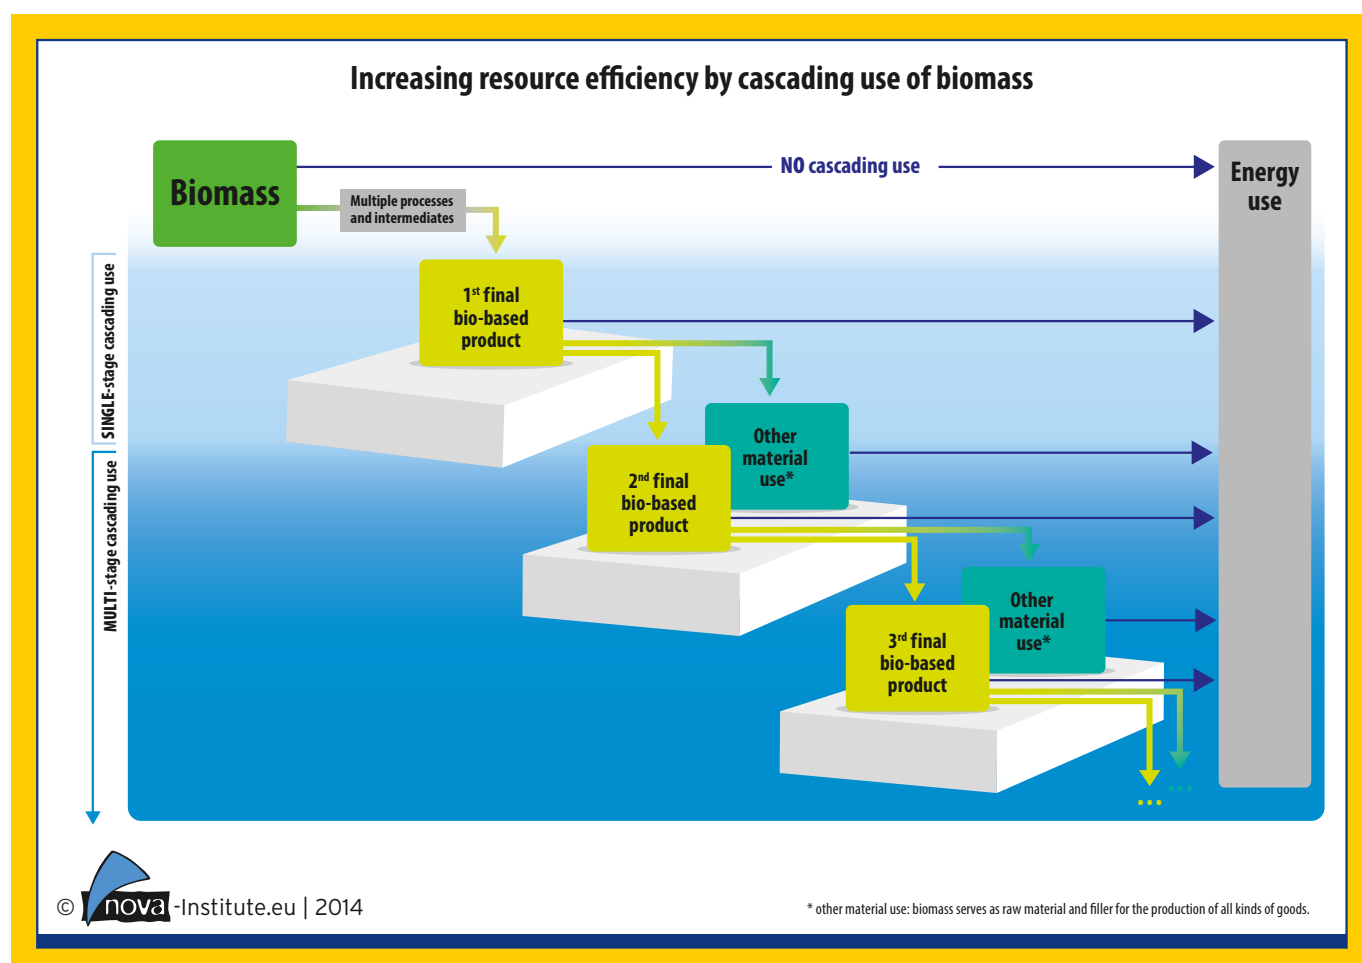 Increasing resource efficiency by cascading use of biomass
Biomass
NO cascading use
Energy
use
Multiple processes
and intermediates
SINGLE-stage cascading use
MULTI-stage cascading use
1st final
bio-based
product
Other
material
use*
2nd final
bio-based
product
Other
material
use*
3rd final
bio-based
product
...
...
© nova-Institute.eu | 2014
* other material use: biomass serves as raw material and filler for the production of all kinds of goods.